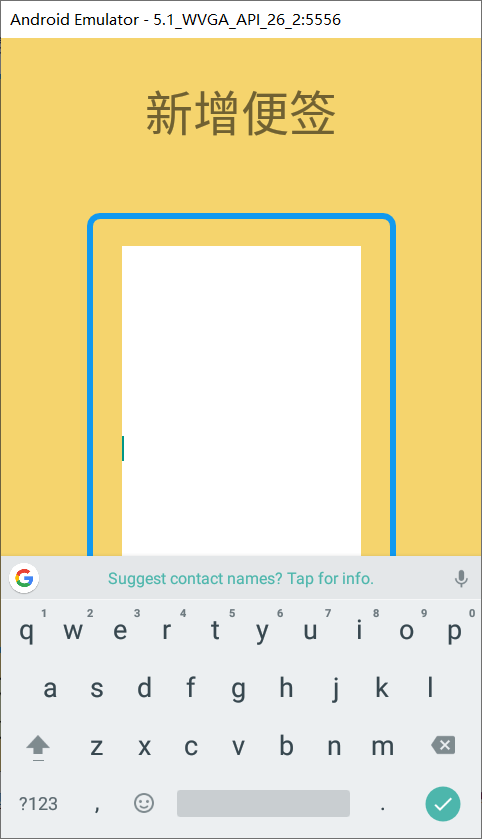 Android Emulator - 5.1_WVGA_API_26_2:5556
新增便签
G
Suggest contact names? Tap for info.
1 2 3 4 5 6 7 8 9 0
q w e r t y u i o p
a s d f g h j k l
z x c v b n m
?123 , .